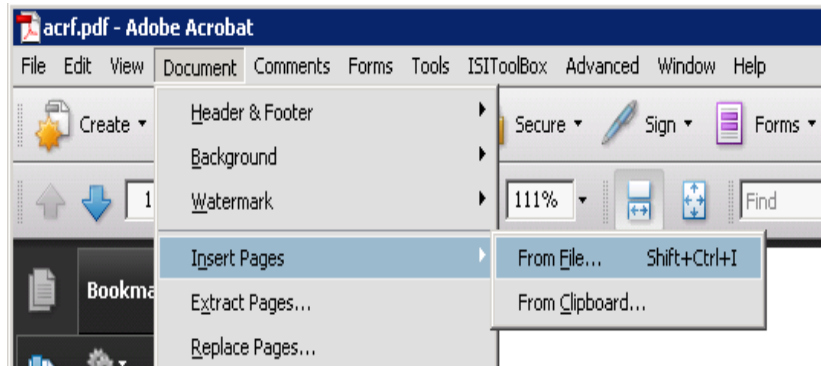 acrf.pdf - Adobe Acrobat
File Edit View Document Comments Forms Tools ISIToolBox Advanced Window Help
Create Header & Footer Secure Sign Forms
Background
1 Watermark 111% Find
Insert Pages From File... Shift+Ctrl+I
Extract Pages... From Clipboard...
Replace Pages...